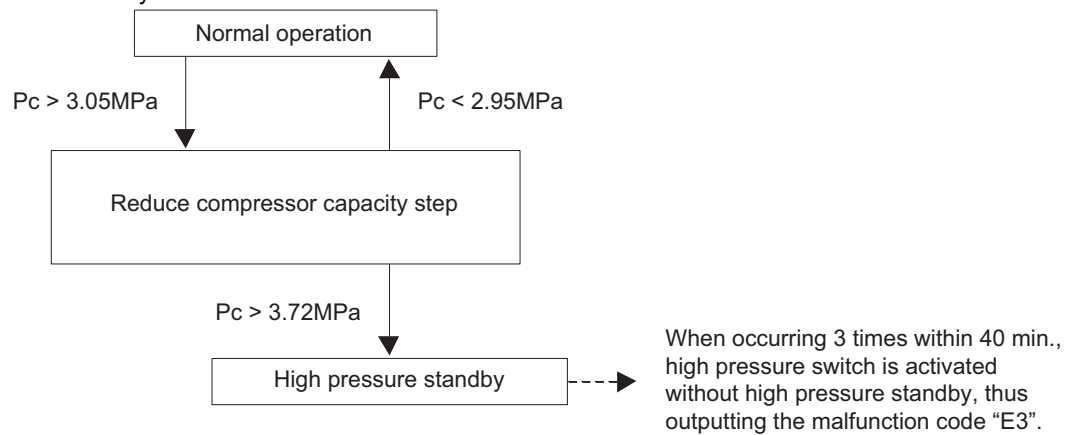 Normal operation
Pc > 3.05MPa
Pc < 2.95MPa
Reduce compressor capacity step
Pc > 3.72MPa
High pressure standby
When occurring 3 times within 40 min.,
high pressure switch is activated
without high pressure standby, thus
outputting the malfunction code “E3”.